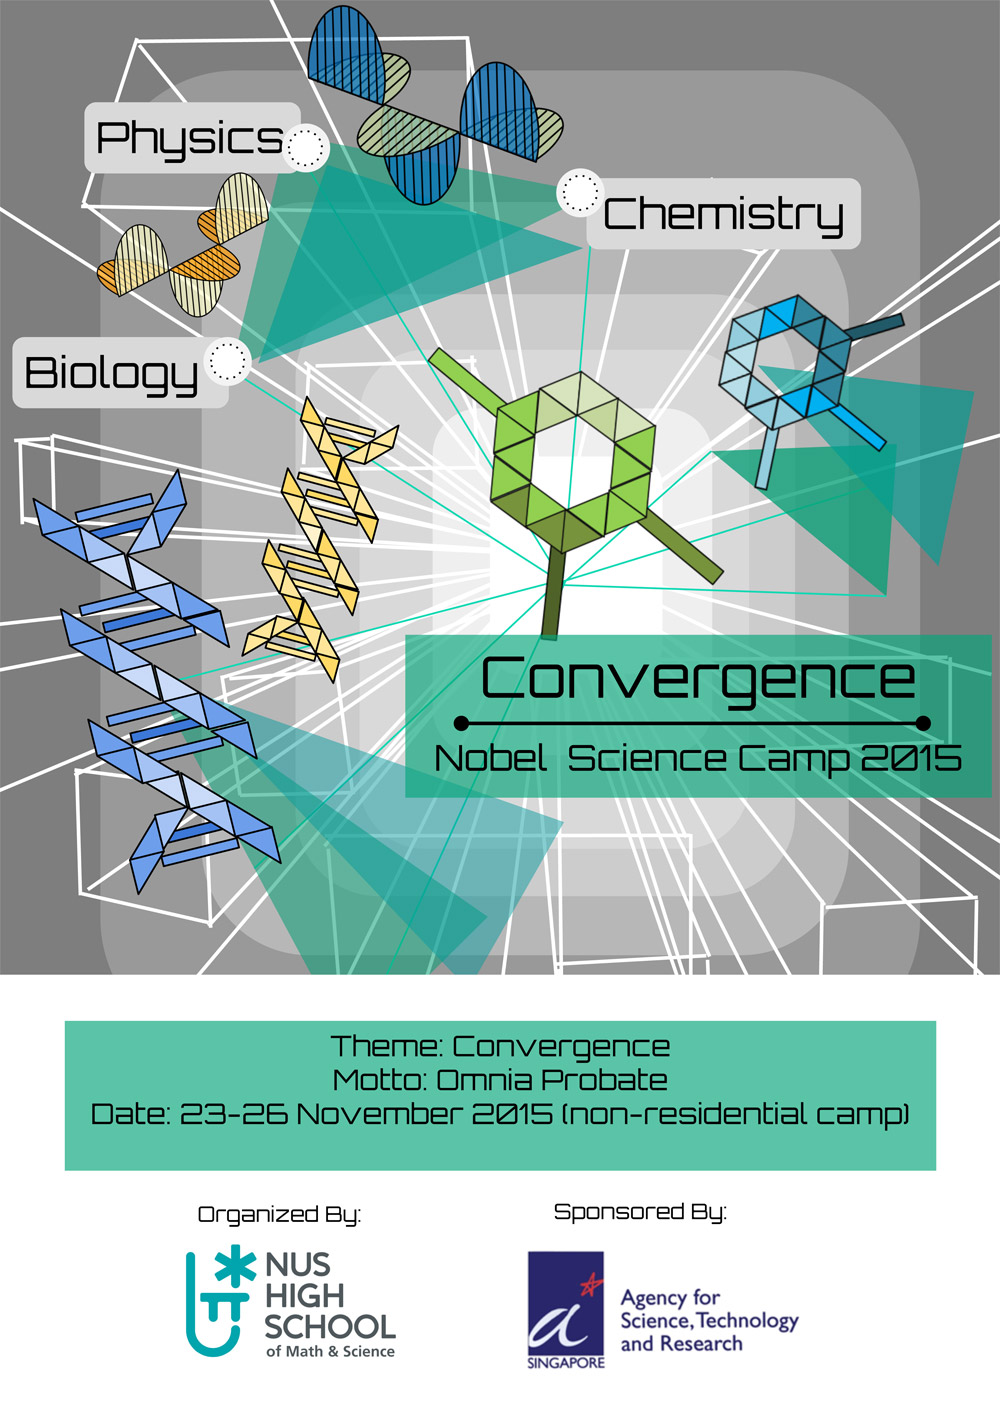 Physics
Chemistry
Biology
Convergence
Nobel Science Camp 2015
Theme: Convergence
Motto: Omnia Probate
Date: 23-26 November 2015 (non-residential camp)
Organized By:
Sponsored By:
NUS
HIGH
SCHOOL
of Math & Science
a
SINGAPORE
Agency for
Science, Technology
and Research